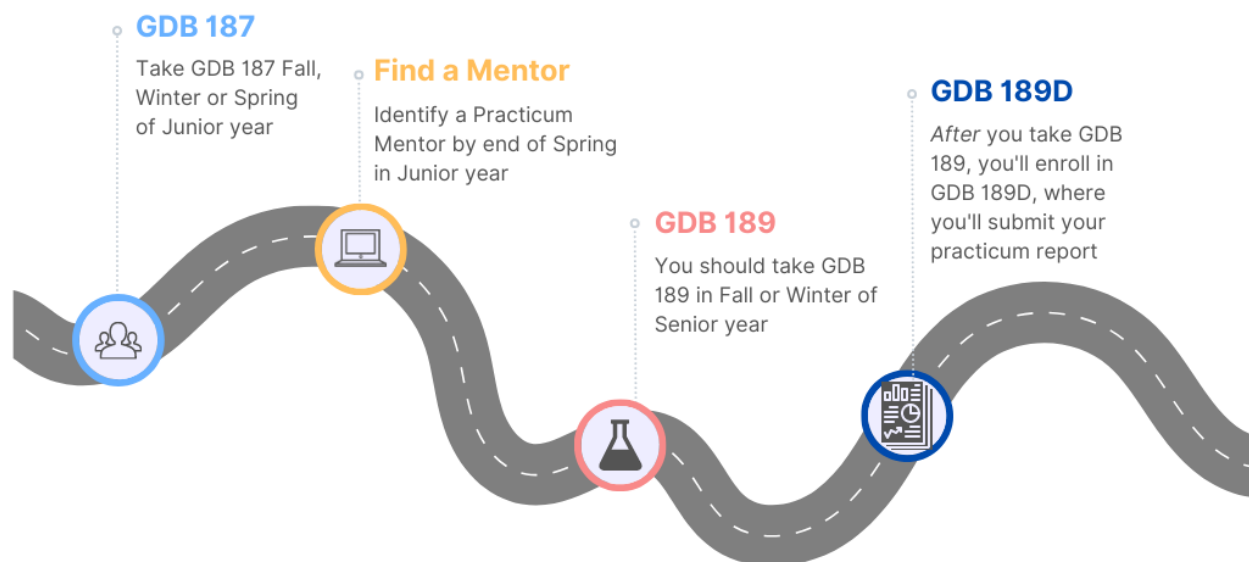 GDB 187
Take GDB 187 Fall,
Winter or Spring
of Junior year
Find a Mentor
Identify a Practicum
Mentor by end of Spring
in Junior year
GDB 189
You should take GDB
189 in Fall or Winter of
Senior year
GDB 189D
After you take GDB
189, you'll enroll in
GDB 189D, where
you'll submit your
practicum report